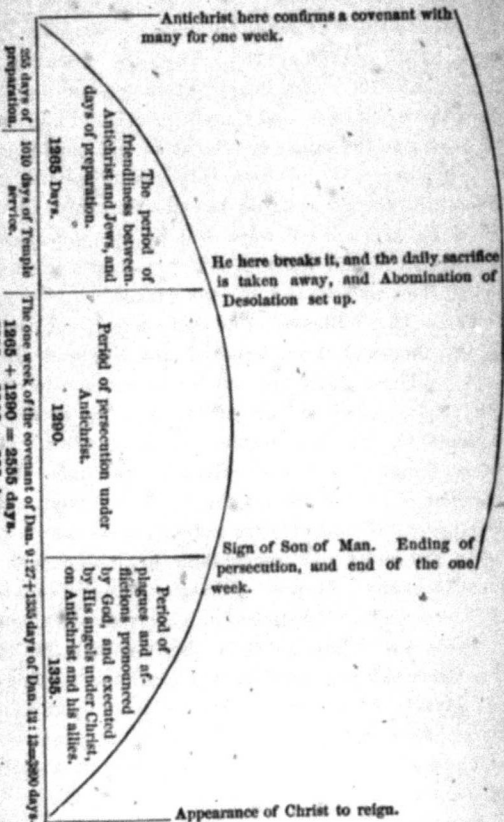 Antichrist here confirms a covenant with
many for one week.
The period of
friendliness between
Antichrist and Jews, and
days of preparation.
1265 Days.
255 days of
preparation.
1010 days of Temple
service.
He here breaks it, and the daily sacrifice
is taken away, and Abomination of
Desolation set up.
Period of persecution under
Antichrist.
1290.
The one week of the covenant of Dan. 9:27+1335 days of Dan. 12:12=3890 days.
1265 + 1290 = 2555 days.
Sign of Son of Man. Ending of
persecution, and end of the one
week.
Period of
plagues and af-
flictions pronounced
by God, and executed
by His angels under Christ,
on Antichrist and his allies.
1335.
Appearance of Christ to reign.